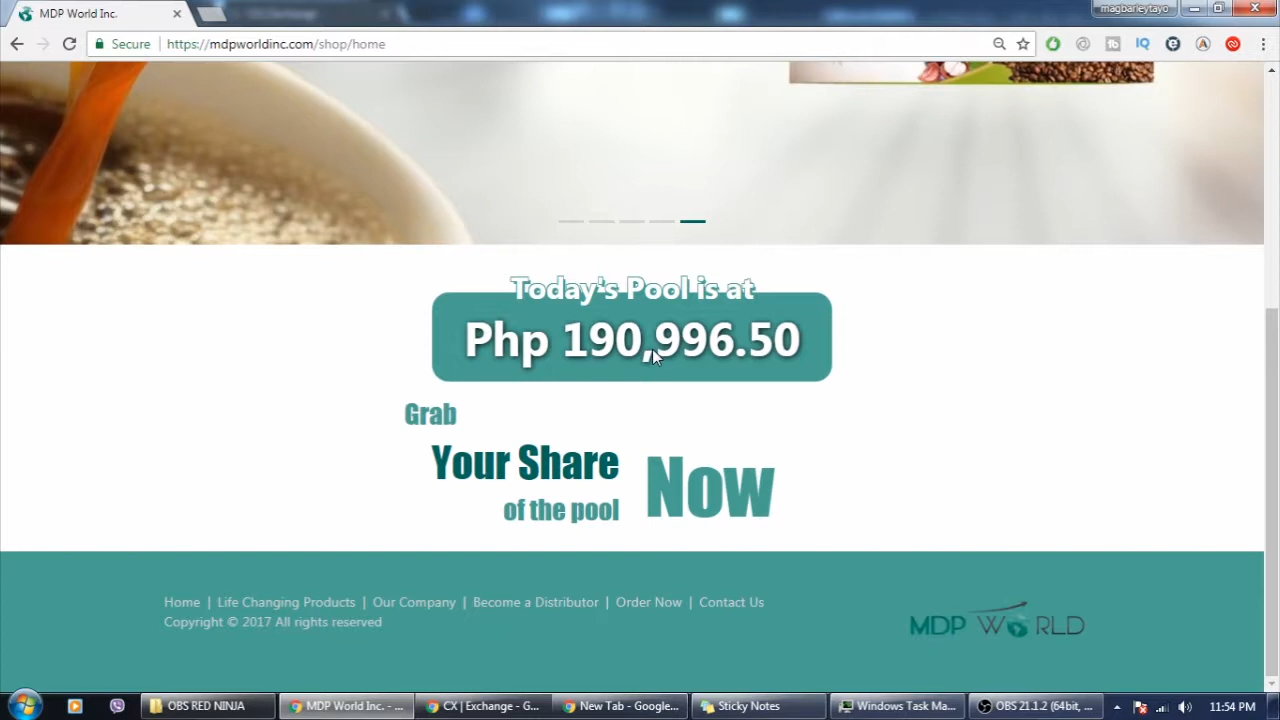 MDP World Inc.
magbarleytayo
Secure | https://mdpworldinc.com/shop/home
Today's Pool is at
Php 190,996.50
Grab
Your Share
of the pool
Now
Home | Life Changing Products | Our Company | Become a Distributor | Order Now | Contact Us
Copyright © 2017 All rights reserved
MDP WORLD
OBS RED NINJA
MDP World Inc. - ...
CX | Exchange - G...
New Tab - Google...
Sticky Notes
Windows Task Ma...
OBS 21.1.2 (64bit, ...
11:54 PM